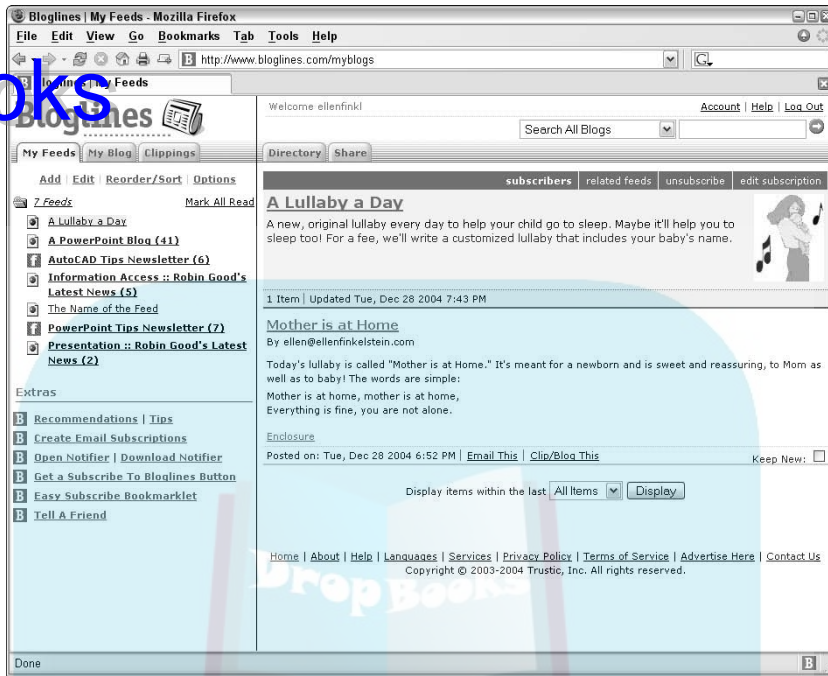 Bloglines | My Feeds - Mozilla Firefox
File Edit View Go Bookmarks Tab Tools Help
B http://www.bloglines.com/myblogs G
Bloglines | My Feeds
oks
Bloglines
Welcome ellenfinkl
Account | Help | Log Out
Search All Blogs
My Feeds My Blog Clippings
Directory Share
Add | Edit | Reorder/Sort | Options
7 Feeds Mark All Read
A Lullaby a Day
A PowerPoint Blog (41)
AutoCAD Tips Newsletter (6)
Information Access :: Robin Good's
Latest News (5)
The Name of the Feed
PowerPoint Tips Newsletter (7)
Presentation :: Robin Good's Latest
News (2)
Extras
B Recommendations | Tips
B Create Email Subscriptions
B Open Notifier | Download Notifier
B Get a Subscribe To Bloglines Button
B Easy Subscribe Bookmarklet
B Tell A Friend
subscribers | related feeds | unsubscribe | edit subscription
A Lullaby a Day
A new, original lullaby every day to help your child go to sleep. Maybe it'll help you to
sleep too! For a fee, we'll write a customized lullaby that includes your baby's name.
1 Item | Updated Tue, Dec 28 2004 7:43 PM
Mother is at Home
By ellen@ellenfinkelstein.com
Today's lullaby is called "Mother is at Home." It's meant for a newborn and is sweet and reassuring, to Mom as
well as to baby! The words are simple:
Mother is at home, mother is at home,
Everything is fine, you are not alone.
Enclosure
Posted on: Tue, Dec 28 2004 6:52 PM | Email This | Clip/Blog This
Keep New:
Display items within the last All Items Display
Home | About | Help | Languages | Services | Privacy Policy | Terms of Service | Advertise Here | Contact Us
Copyright © 2003-2004 Trustic, Inc. All rights reserved.
DropBooks
Done B